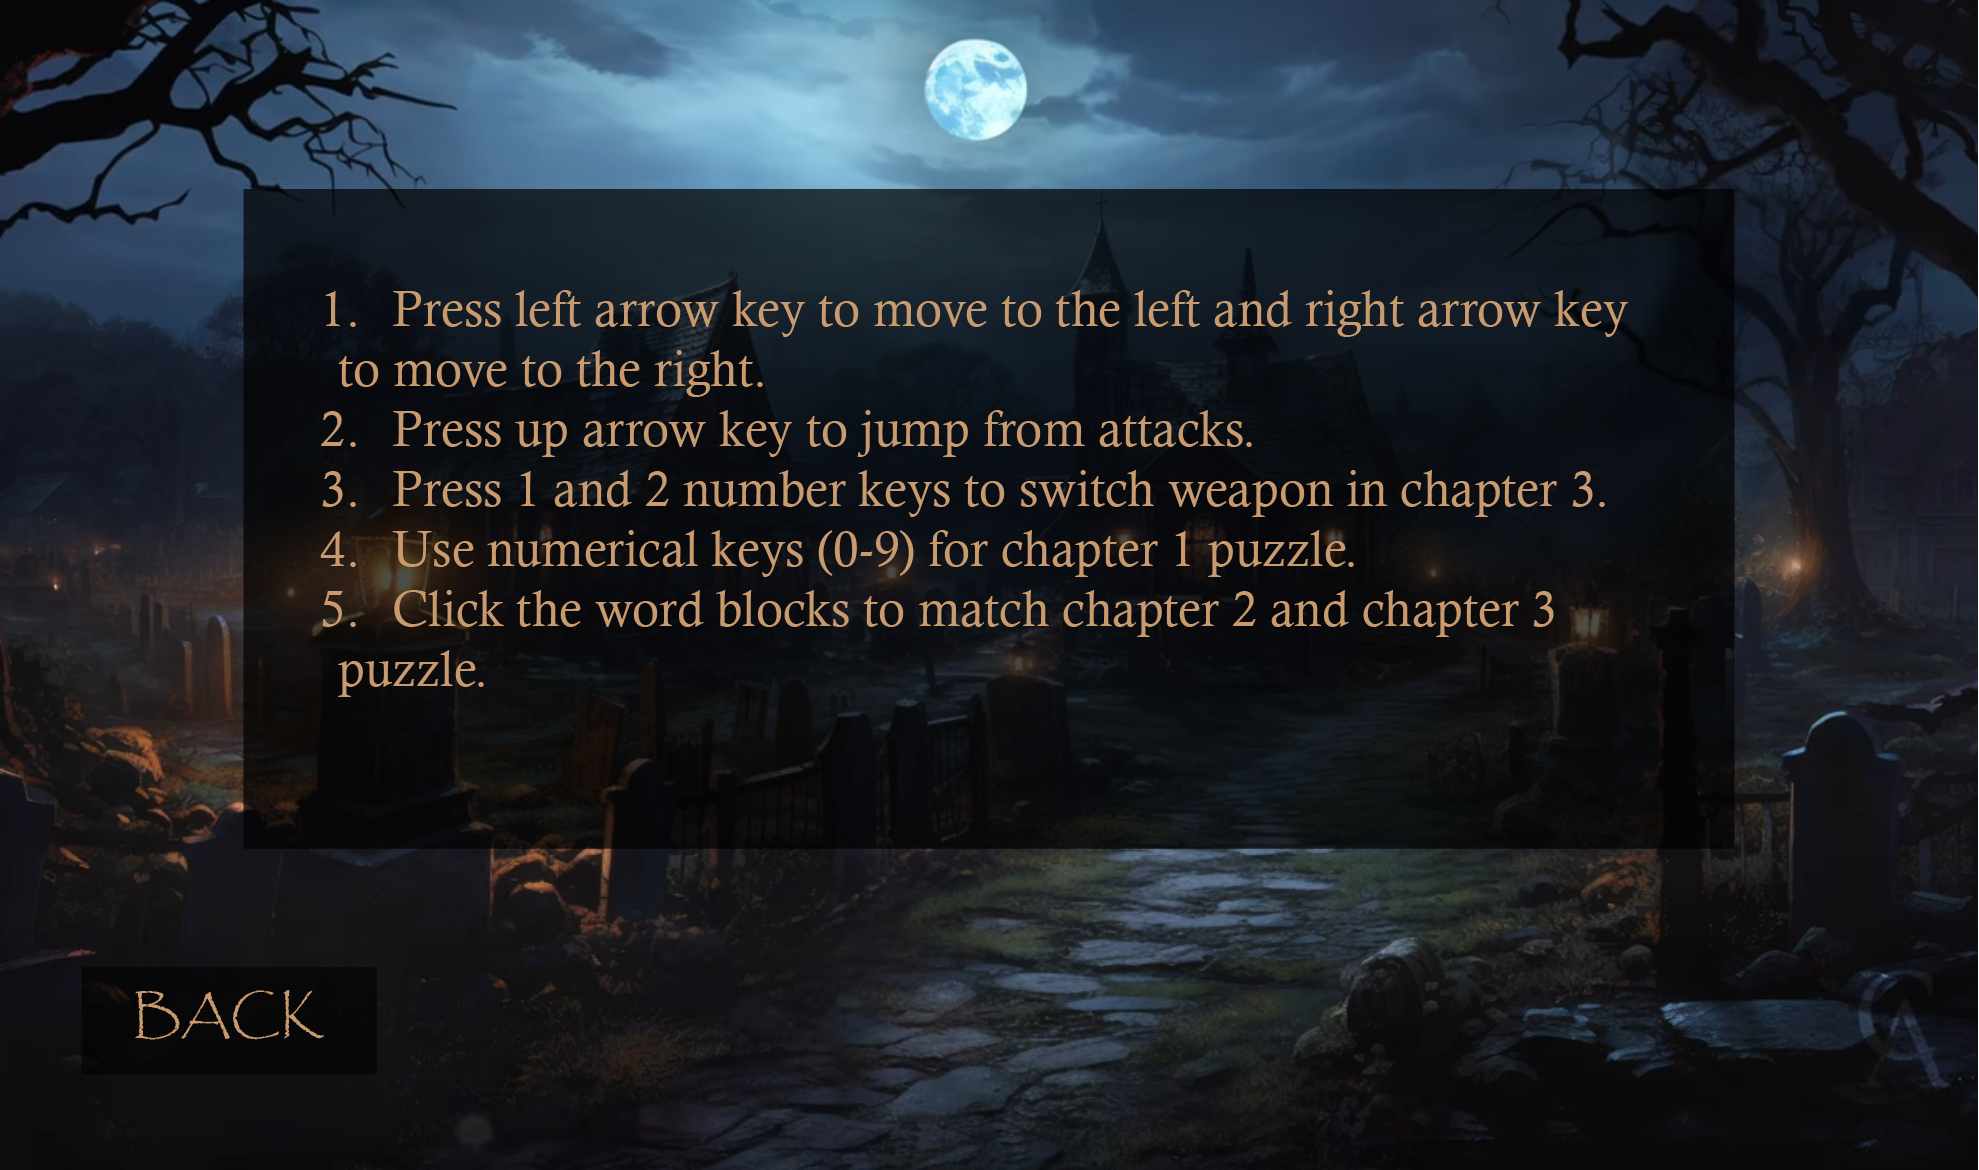 1. Press left arrow key to move to the left and right arrow key
to move to the right.
2. Press up arrow key to jump from attacks.
3. Press 1 and 2 number keys to switch weapon in chapter 3.
4. Use numerical keys (0-9) for chapter 1 puzzle.
5. Click the word blocks to match chapter 2 and chapter 3
puzzle.
BACK